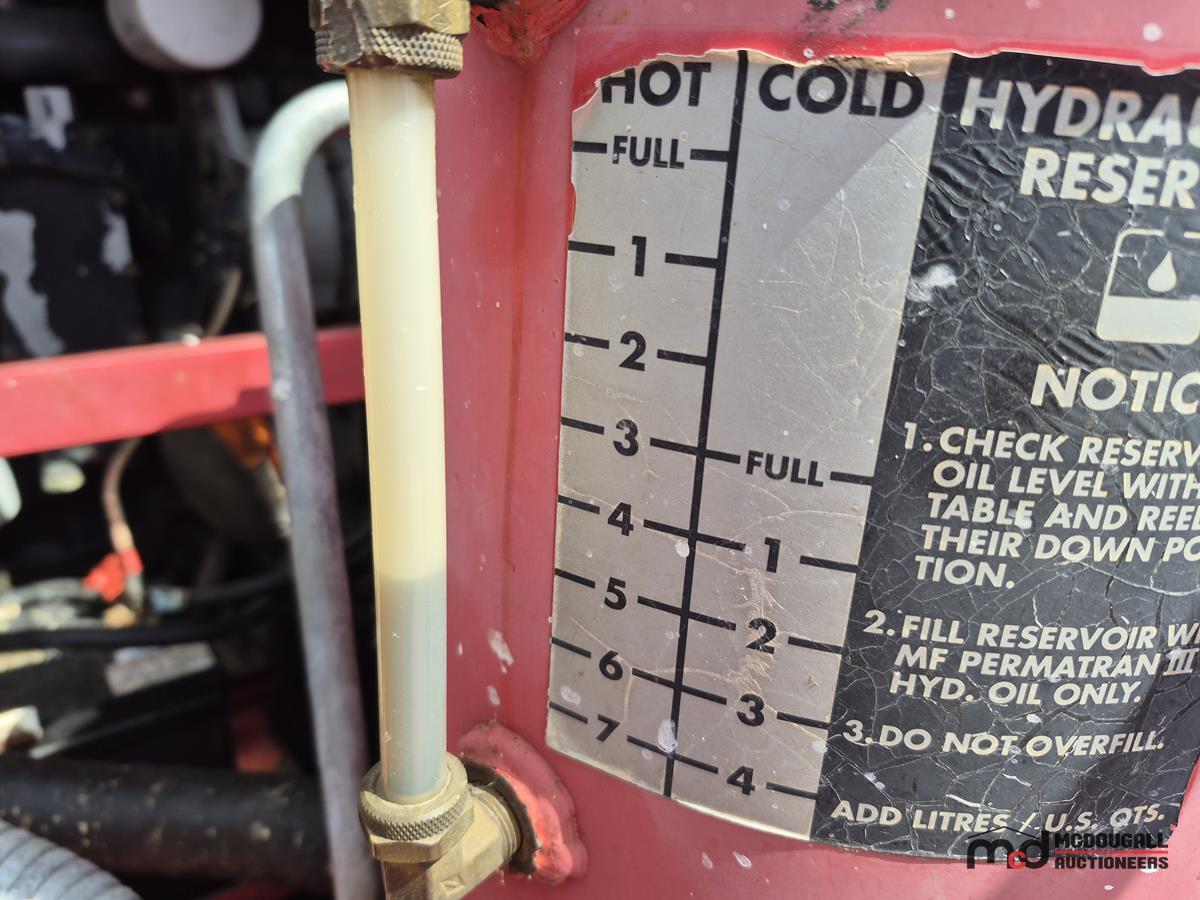 HOT COLD
FULL
1
2
3
FULL
4
1
5
2
6
3
7
4
HYDRAU
RESER
NOTIC
1. CHECK RESERV
OIL LEVEL WITH
TABLE AND REE
THEIR DOWN PO
TION.
2. FILL RESERVOIR W
MF PERMATRAN III
HYD. OIL ONLY.
3. DO NOT OVERFILL.
ADD LITRES / U.S. QTS.
mcd MCDOUGALL
AUCTIONEERS